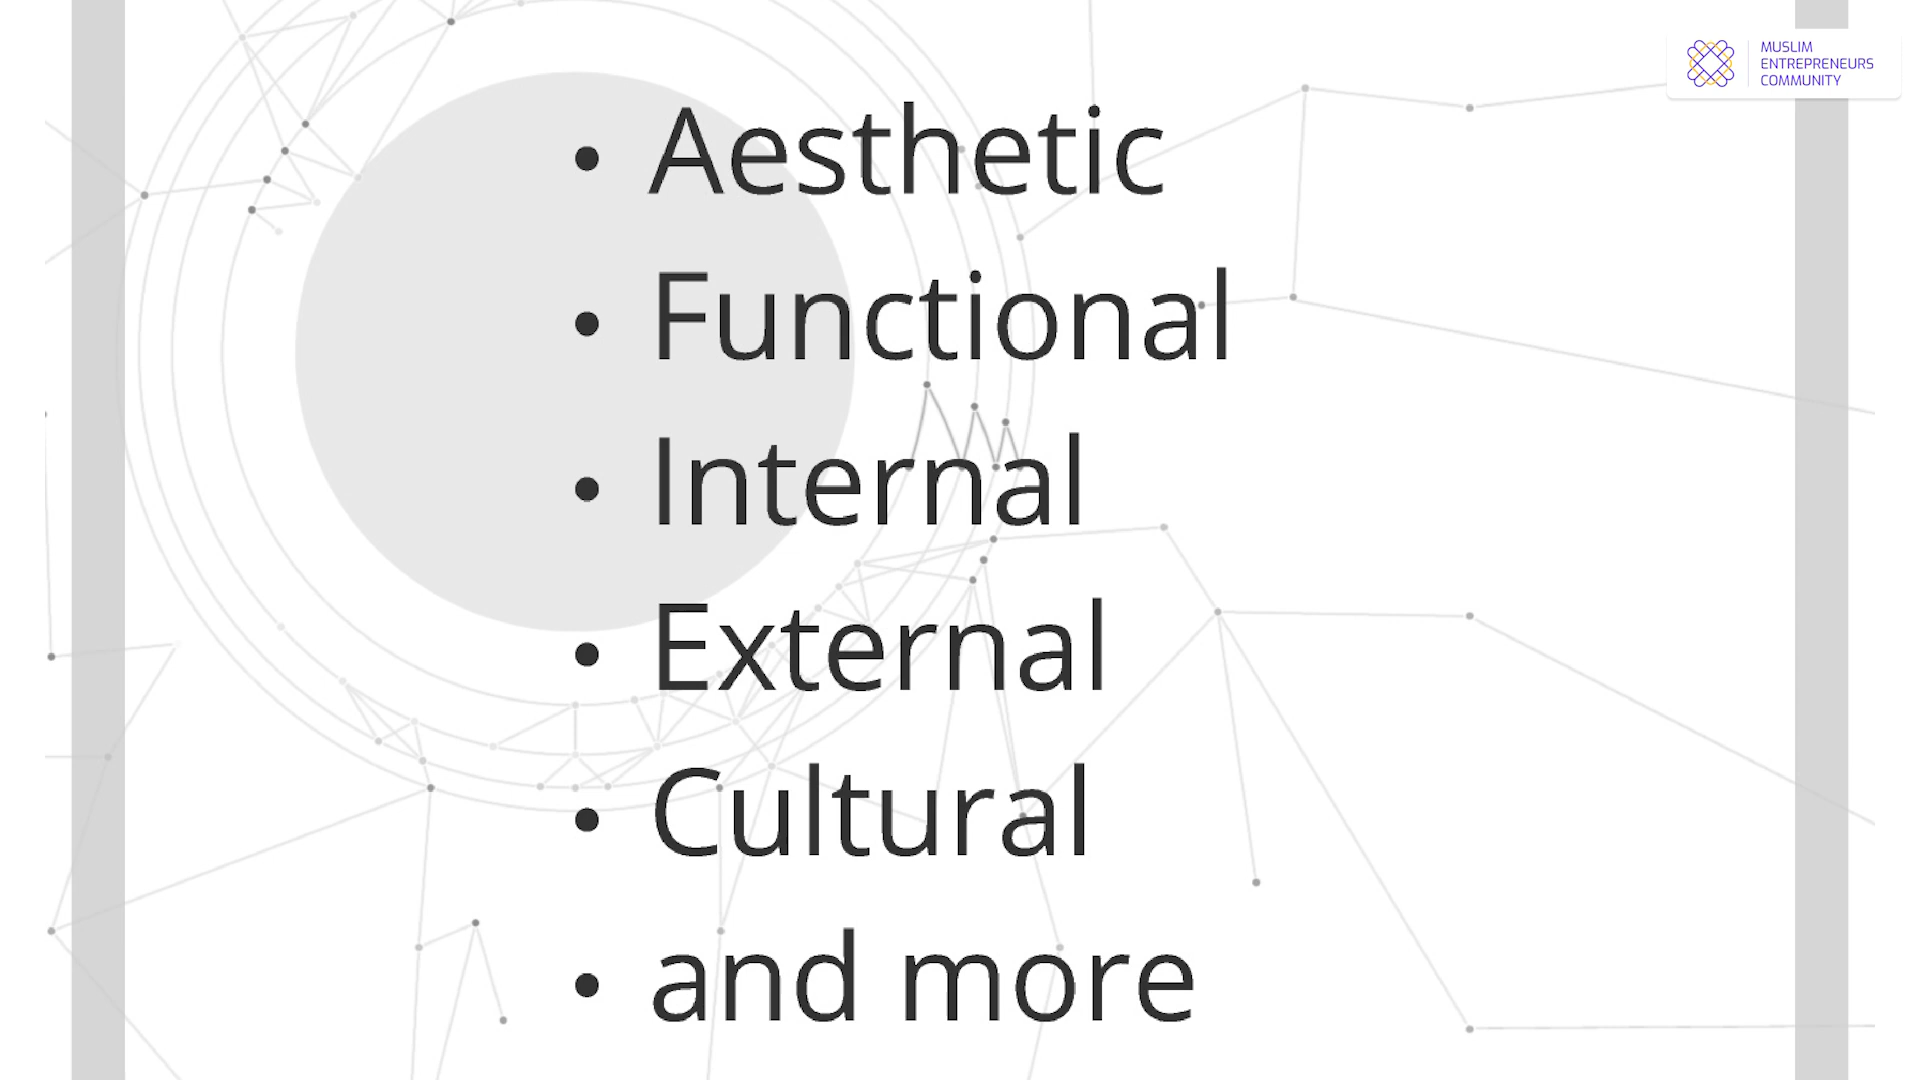 MUSLIM
ENTREPRENEURS
COMMUNITY
• Aesthetic
• Functional
• Internal
• External
• Cultural
• and more